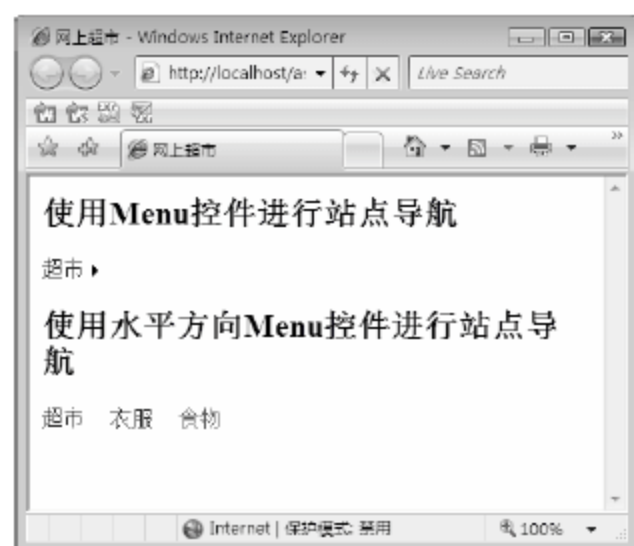 网上超市 - Windows Internet Explorer
http://localhost/a
Live Search
网上超市
使用Menu控件进行站点导航
超市
使用水平方向Menu控件进行站点导
航
超市 衣服 食物
Internet | 保护模式: 禁用
100%